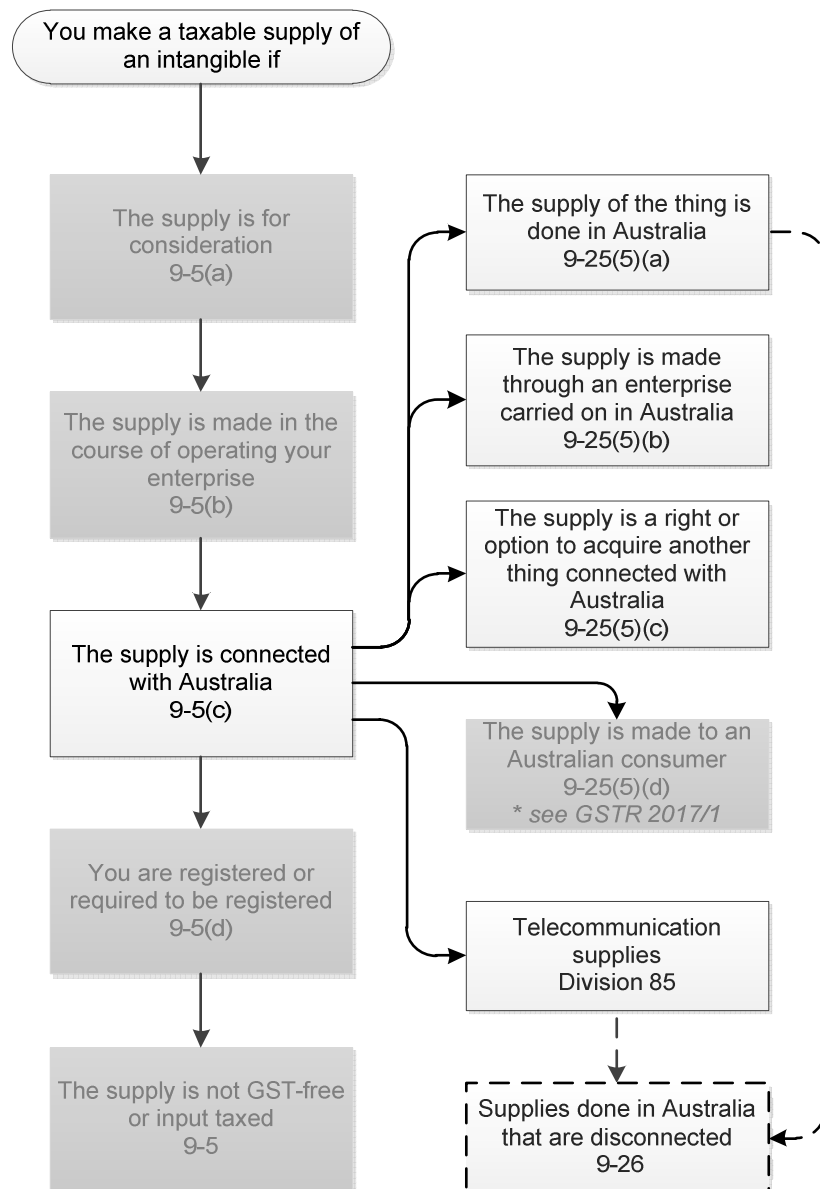 You make a taxable supply of
an intangible if
The supply is for
consideration
9-5(a)
The supply is made in the
course of operating your
enterprise
9-5(b)
The supply is connected
with Australia
9-5(c)
You are registered or
required to be registered
9-5(d)
The supply is not GST-free
or input taxed
9-5
The supply of the thing is
done in Australia
9-25(5)(a)
The supply is made
through an enterprise
carried on in Australia
9-25(5)(b)
The supply is a right or
option to acquire another
thing connected with
Australia
9-25(5)(c)
The supply is made to an
Australian consumer
9-25(5)(d)
* see GSTR 2017/1
Telecommunication
supplies
Division 85
Supplies done in Australia
that are disconnected
9-26